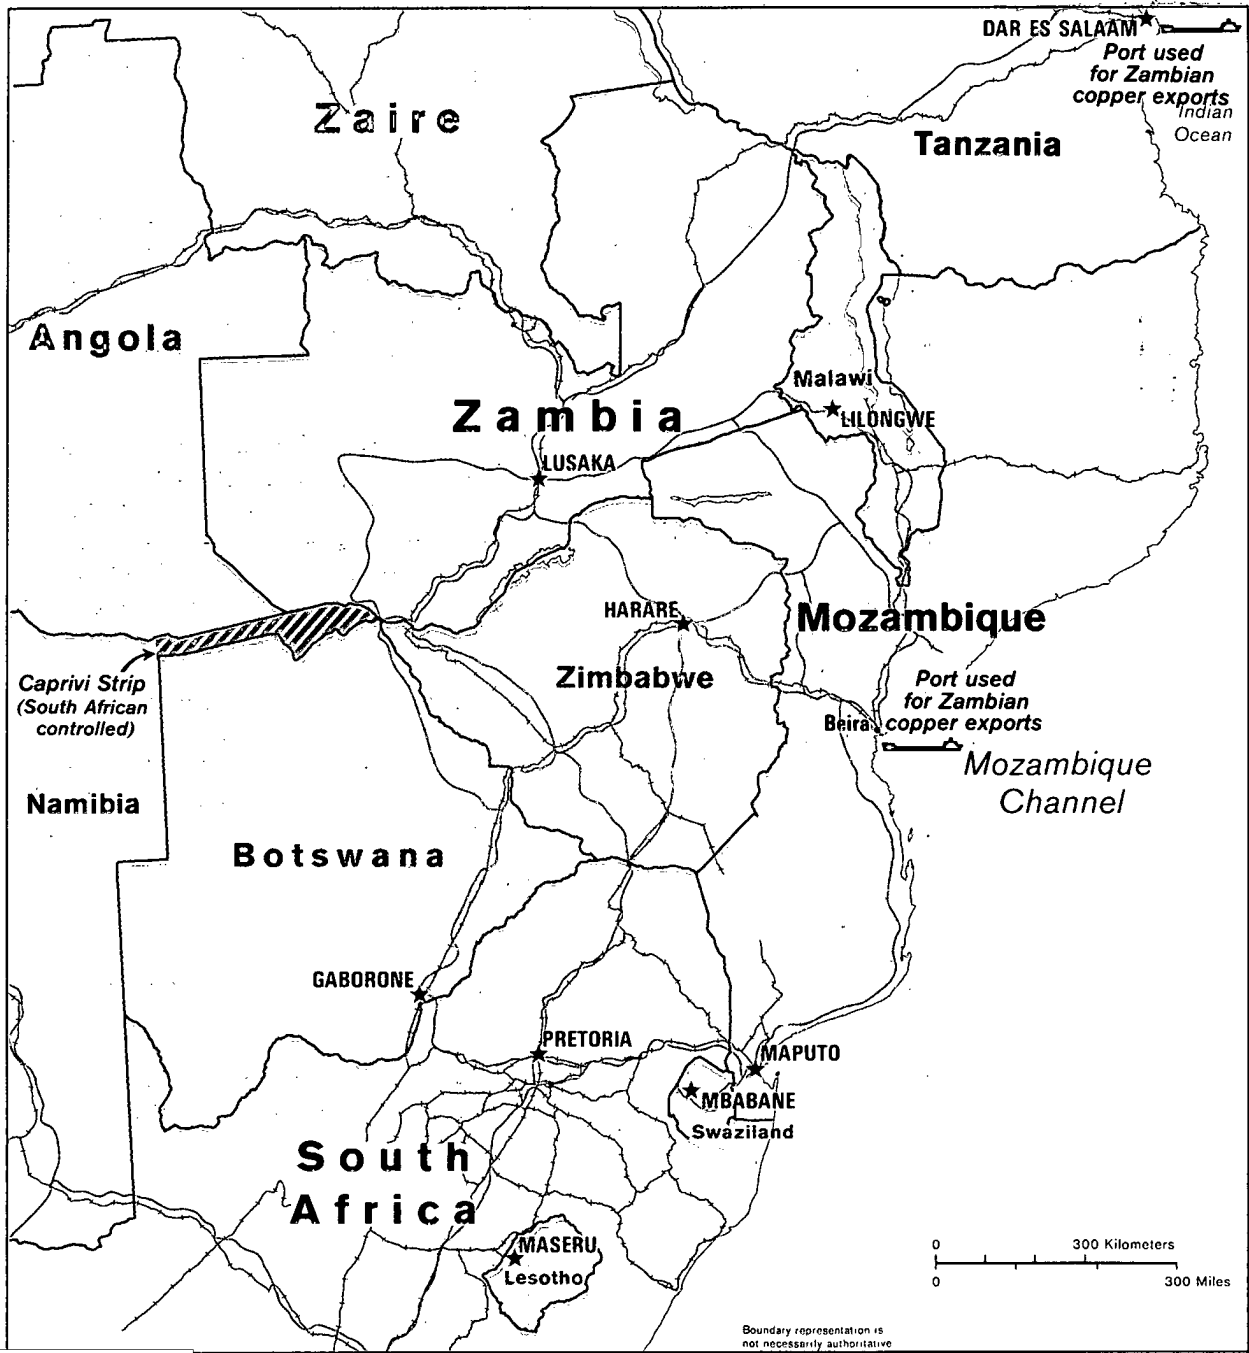 DAR ES SALAAM
Port used
for Zambian
copper exports
Indian
Ocean
Zaire
Tanzania
Angola
Malawi
LILONGWE
Zambia
LUSAKA
HARARE
Mozambique
Zimbabwe
Caprivi Strip
(South African
controlled)
Port used
for Zambian
copper exports
Beira
Mozambique
Channel
Namibia
Botswana
GABORONE
PRETORIA
MAPUTO
MBABANE
Swaziland
South
Africa
MASERU
Lesotho
0 300 Kilometers
0 300 Miles
Boundary representation is
not necessarily authoritative